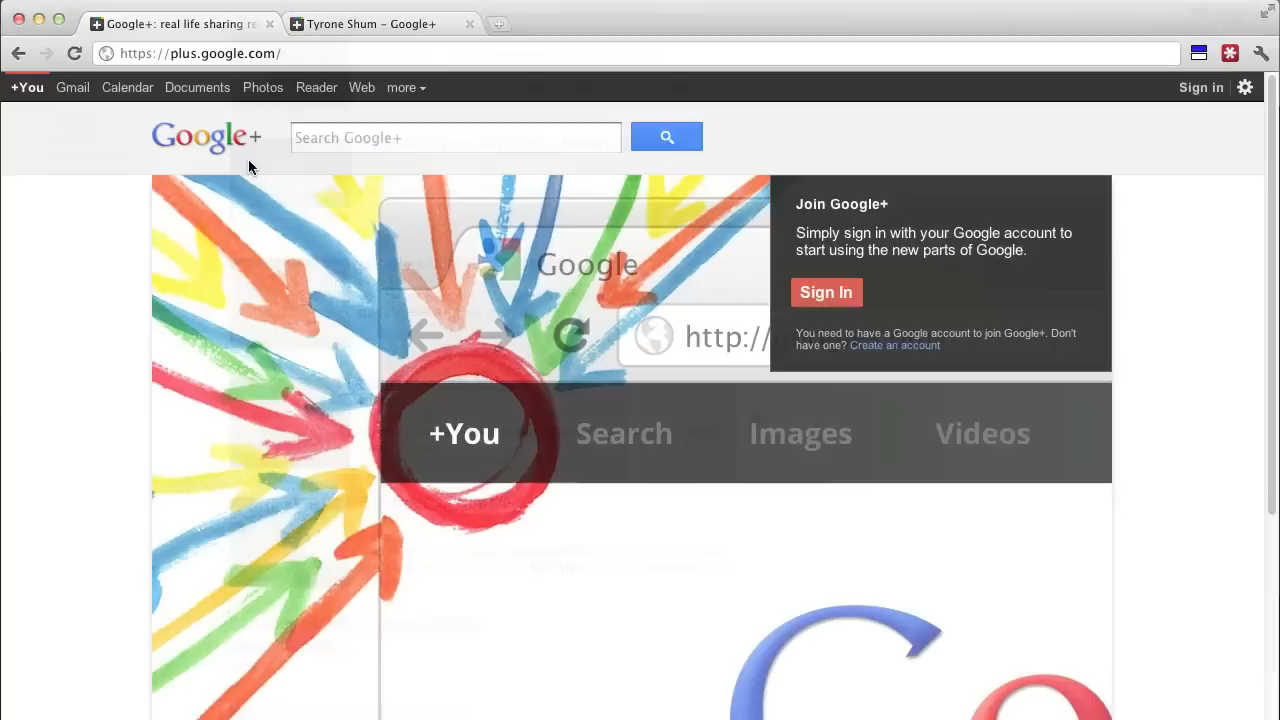 Google+: real life sharing re
Tyrone Shum – Google+
https://plus.google.com/
+You Gmail Calendar Documents Photos Reader Web more
Sign in
Google+
Search Google+
Join Google+
Simply sign in with your Google account to
start using the new parts of Google.
Sign In
You need to have a Google account to join Google+. Don't
have one? Create an account
Google
http://
+You Search Images Videos
Go